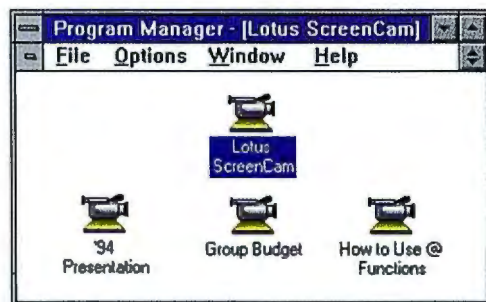 Program Manager - [Lotus ScreenCam]
File Options Window Help
Lotus
ScreenCam
'94
Presentation
Group Budget
How to Use @
Functions